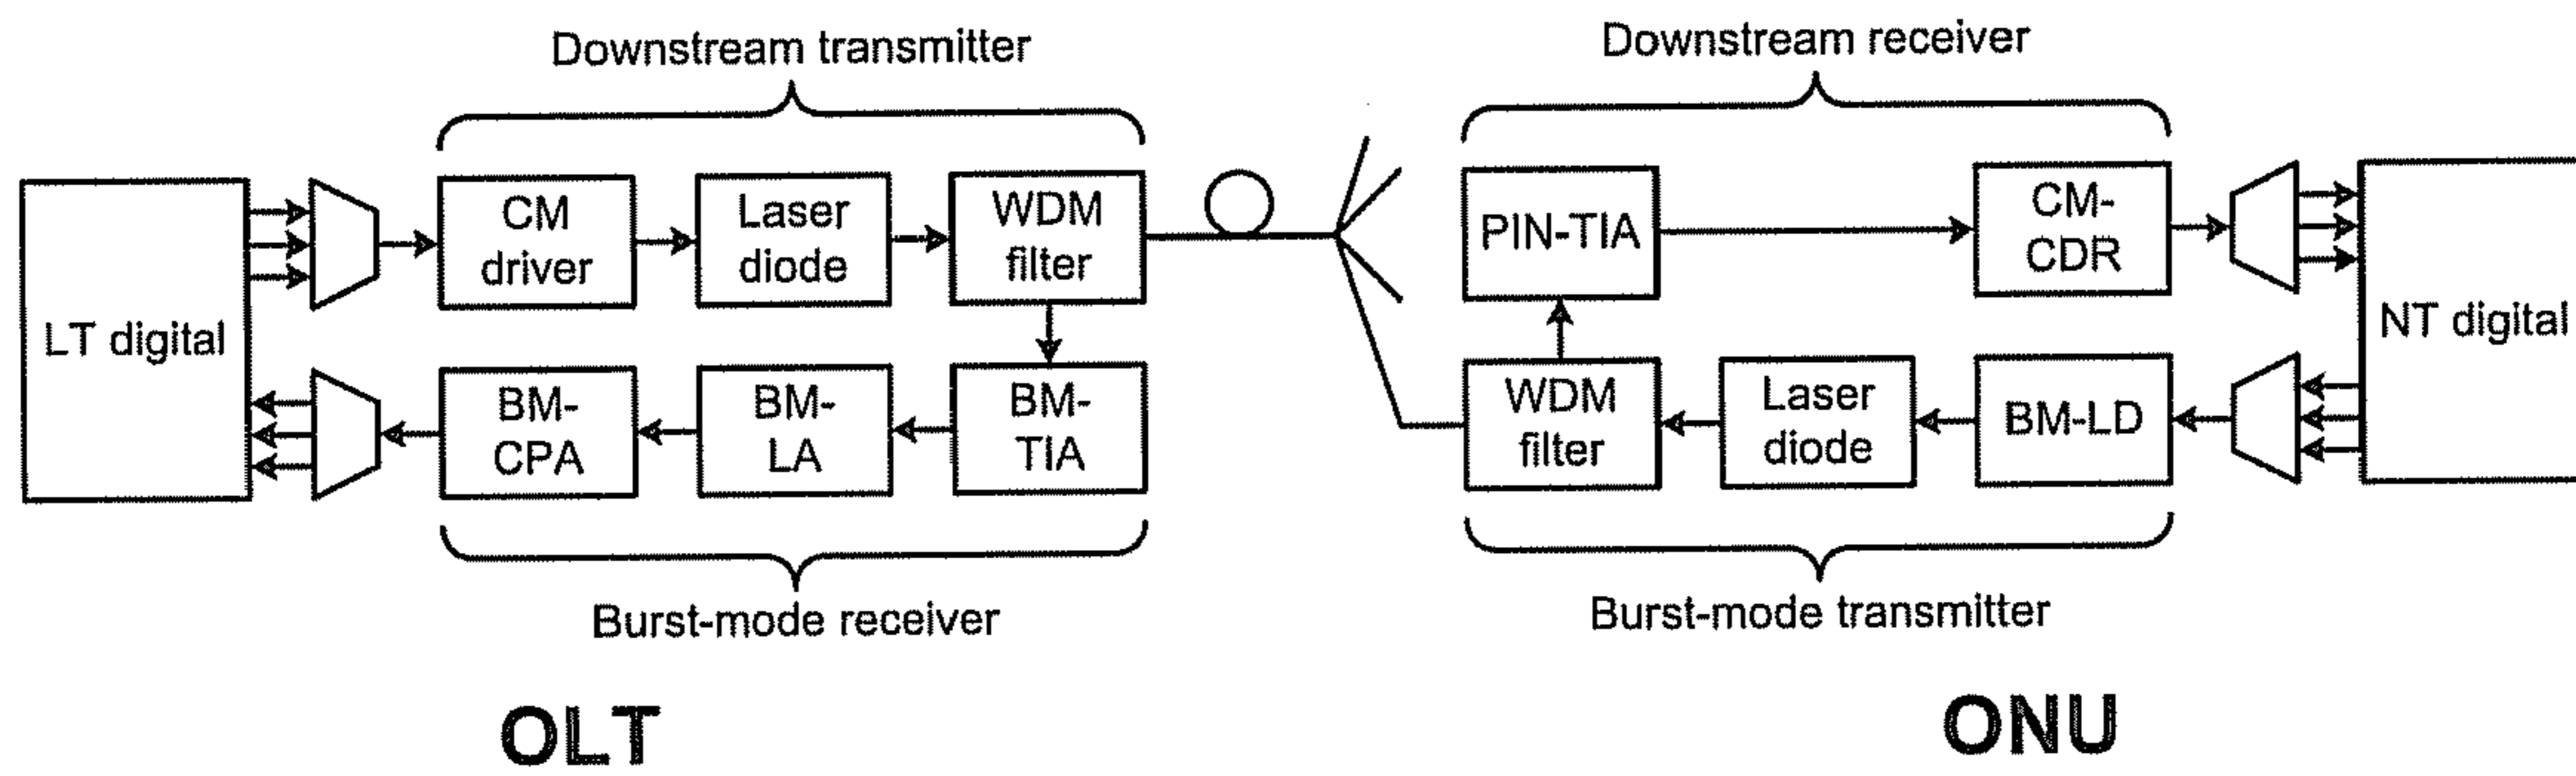 Downstream transmitter
Downstream receiver
LT digital
CM
driver
Laser
diode
WDM
filter
PIN-TIA
CM-
CDR
NT digital
BM-
CPA
BM-
LA
BM-
TIA
WDM
filter
Laser
diode
BM-LD
Burst-mode receiver
Burst-mode transmitter
OLT
ONU